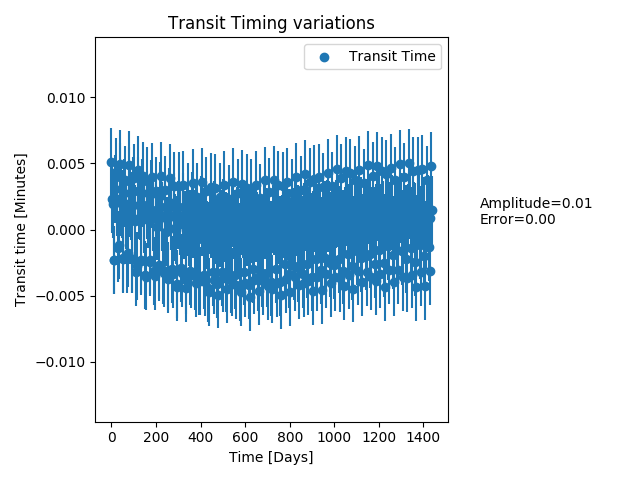 Transit Timing variations
Transit Time
0.010
0.005
0.000
−0.005
−0.010
Transit time [Minutes]
0 200 400 600 800 1000 1200 1400
Time [Days]
Amplitude=0.01
Error=0.00